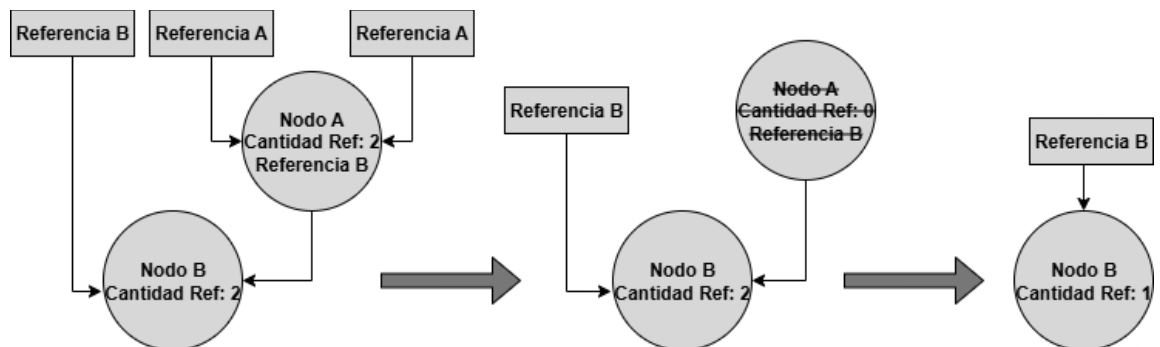 Referencia B
Referencia A
Referencia A
Nodo A
Cantidad Ref: 2
Referencia B
Nodo B
Cantidad Ref: 2
Referencia B
Nodo A
Cantidad Ref: 0
Referencia B
Nodo B
Cantidad Ref: 2
Referencia B
Nodo B
Cantidad Ref: 1